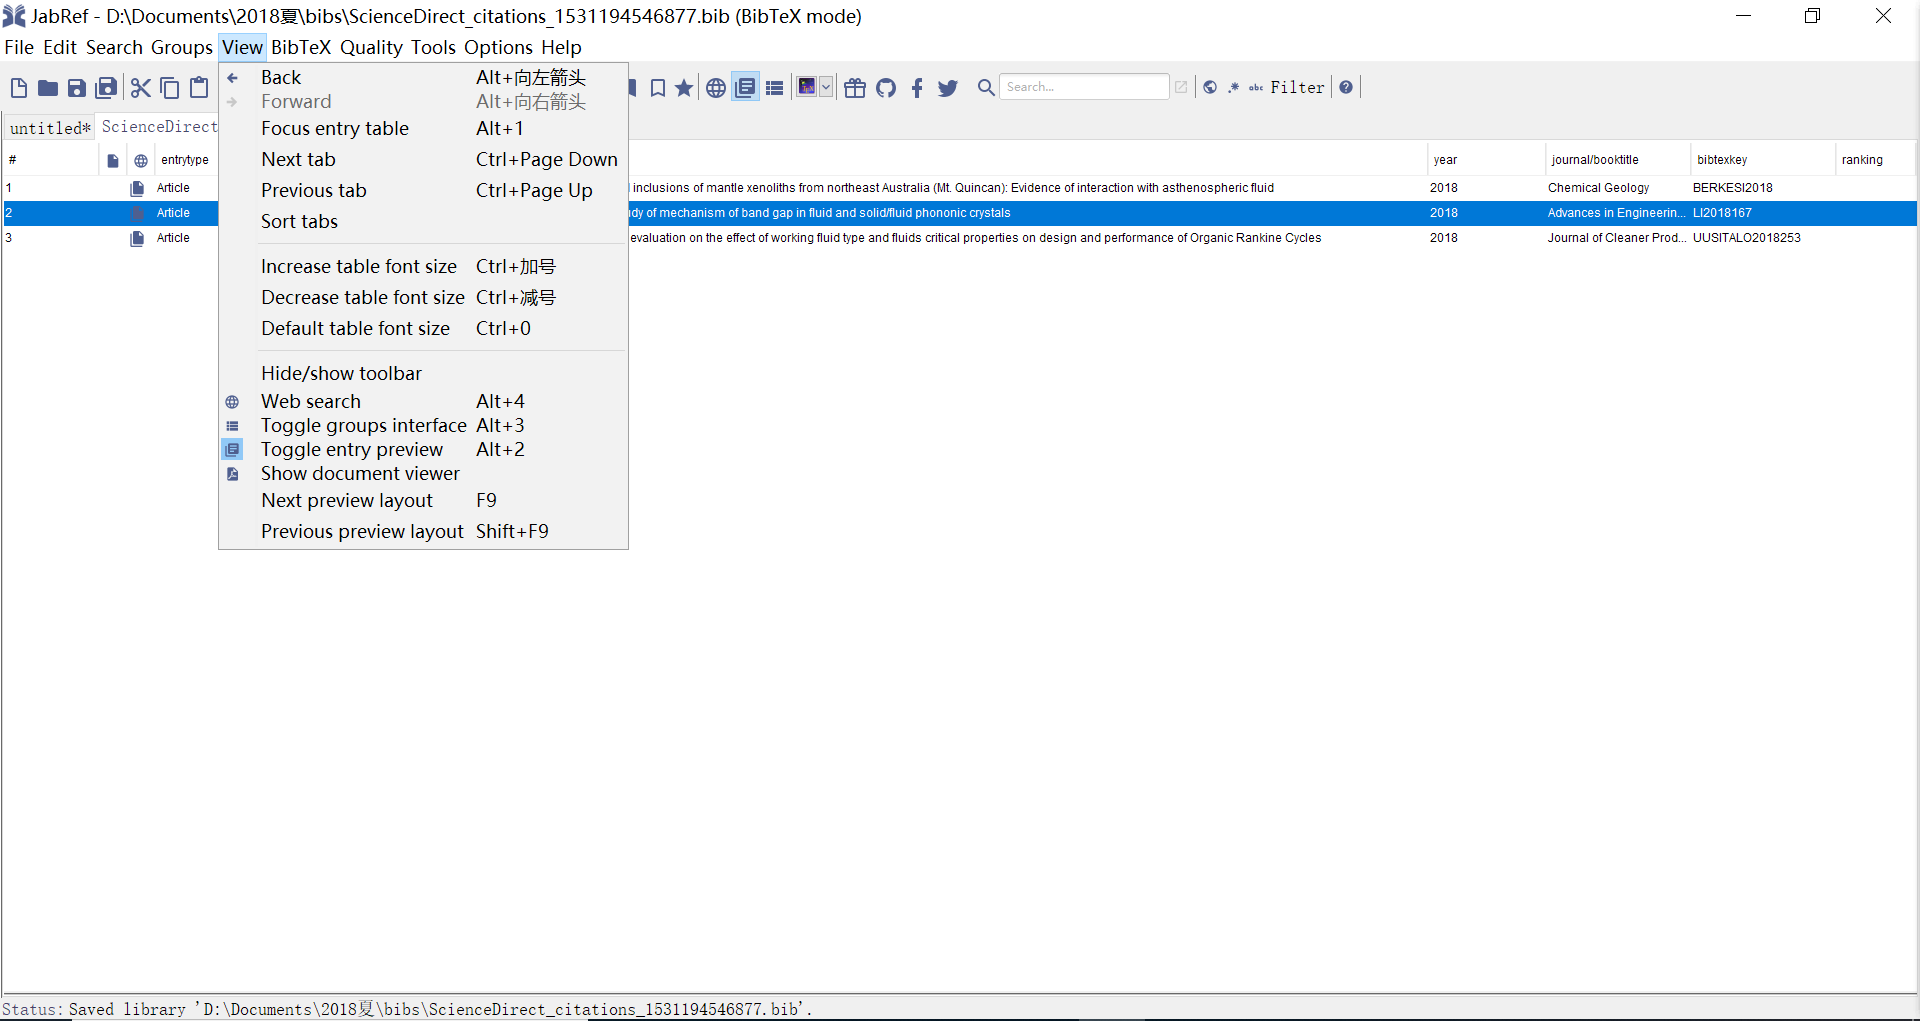 JabRef - D:\Documents\2018夏\bibs\ScienceDirect_citations_1531194546877.bib (BibTeX mode)
File Edit Search Groups View BibTeX Quality Tools Options Help
Search... abc Filter
untitled* ScienceDirect
# entrytype year journal/booktitle bibtexkey ranking
1 Article inclusions of mantle xenoliths from northeast Australia (Mt. Quincan): Evidence of interaction with asthenospheric fluid 2018 Chemical Geology BERKESI2018
2 Article of mechanism of band gap in fluid and solid/fluid phononic crystals 2018 Advances in Engineerin... LI2018167
3 Article evaluation on the effect of working fluid type and fluids critical properties on design and performance of Organic Rankine Cycles 2018 Journal of Cleaner Prod... UUSITALO2018253
Back Alt+向左箭头
Forward Alt+向右箭头
Focus entry table Alt+1
Next tab Ctrl+Page Down
Previous tab Ctrl+Page Up
Sort tabs
Increase table font size Ctrl+加号
Decrease table font size Ctrl+减号
Default table font size Ctrl+0
Hide/show toolbar
Web search Alt+4
Toggle groups interface Alt+3
Toggle entry preview Alt+2
Show document viewer
Next preview layout F9
Previous preview layout Shift+F9
Status: Saved library 'D:\Documents\2018夏\bibs\ScienceDirect_citations_1531194546877.bib'.